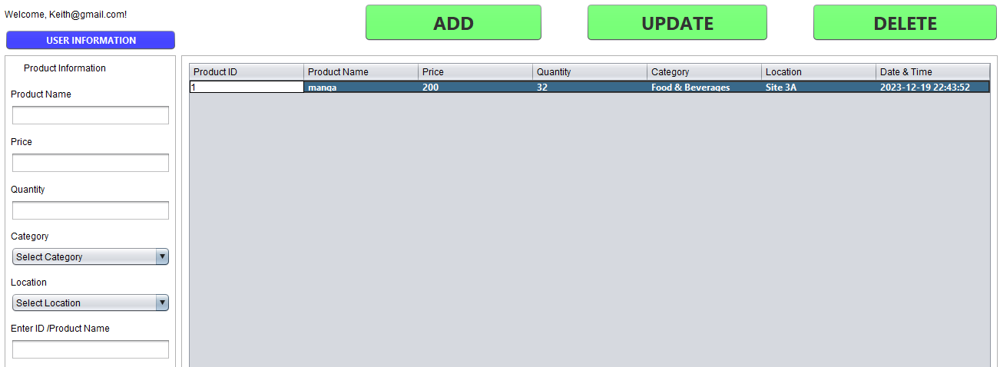 Welcome, Keith@gmail.com!
ADD
UPDATE
DELETE
USER INFORMATION
Product Information
Product Name
Price
Quantity
Category
Select Category
Location
Select Location
Enter ID /Product Name
Product ID Product Name Price Quantity Category Location Date & Time
1 manga 200 32 Food & Beverages Site 3A 2023-12-19 22:43:52